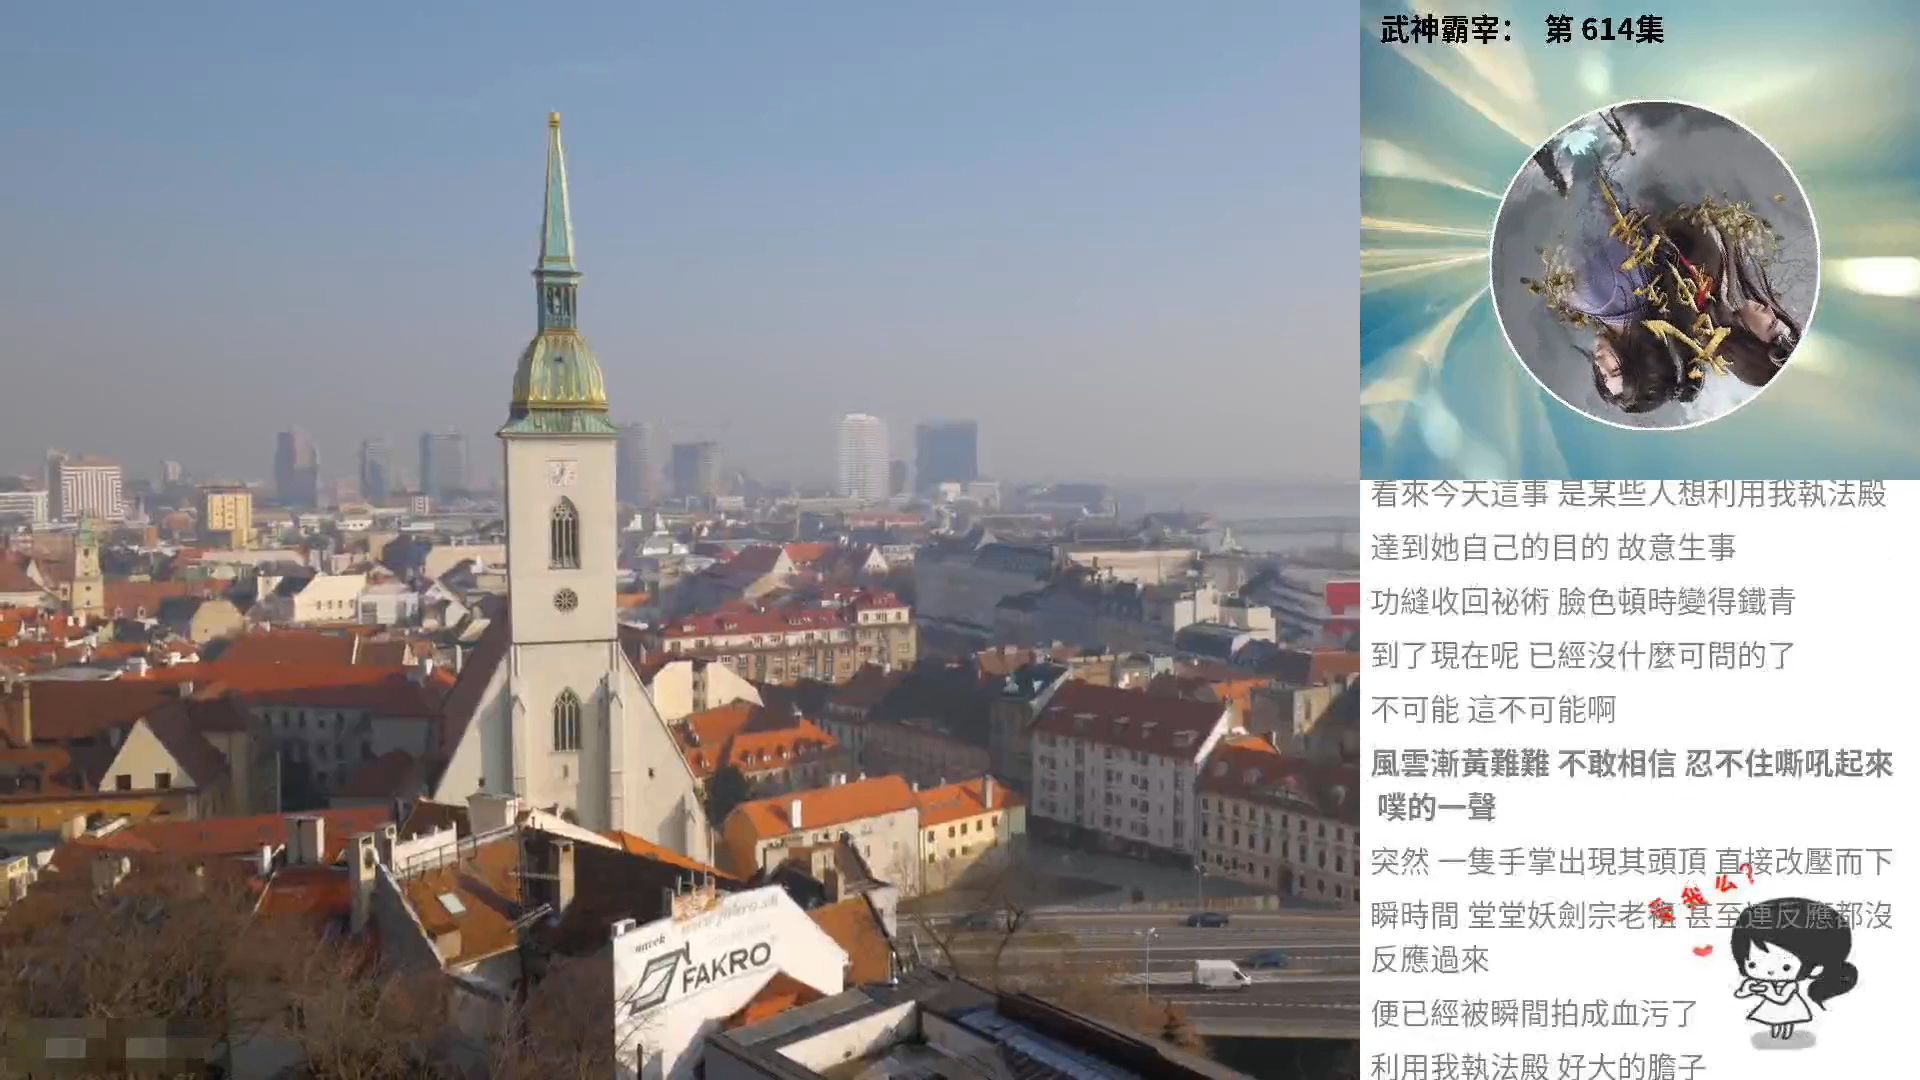 武神霸宰： 第 614集
看來今天這事 是某些人想利用我執法殿
達到她自己的目的 故意生事
功縫收回祕術 臉色頓時變得鐵青
到了現在呢 已經沒什麼可問的了
不可能 這不可能啊
風雲漸黃難難 不敢相信 忍不住嘶吼起來
噗的一聲
突然 一隻手掌出現其頭頂 直接改壓而下
瞬時間 堂堂妖劍宗老祖 甚至連反應都沒
反應過來
便已經被瞬間拍成血污了
利用我執法殿 好大的膽子
www.fakro.sk
FAKRO